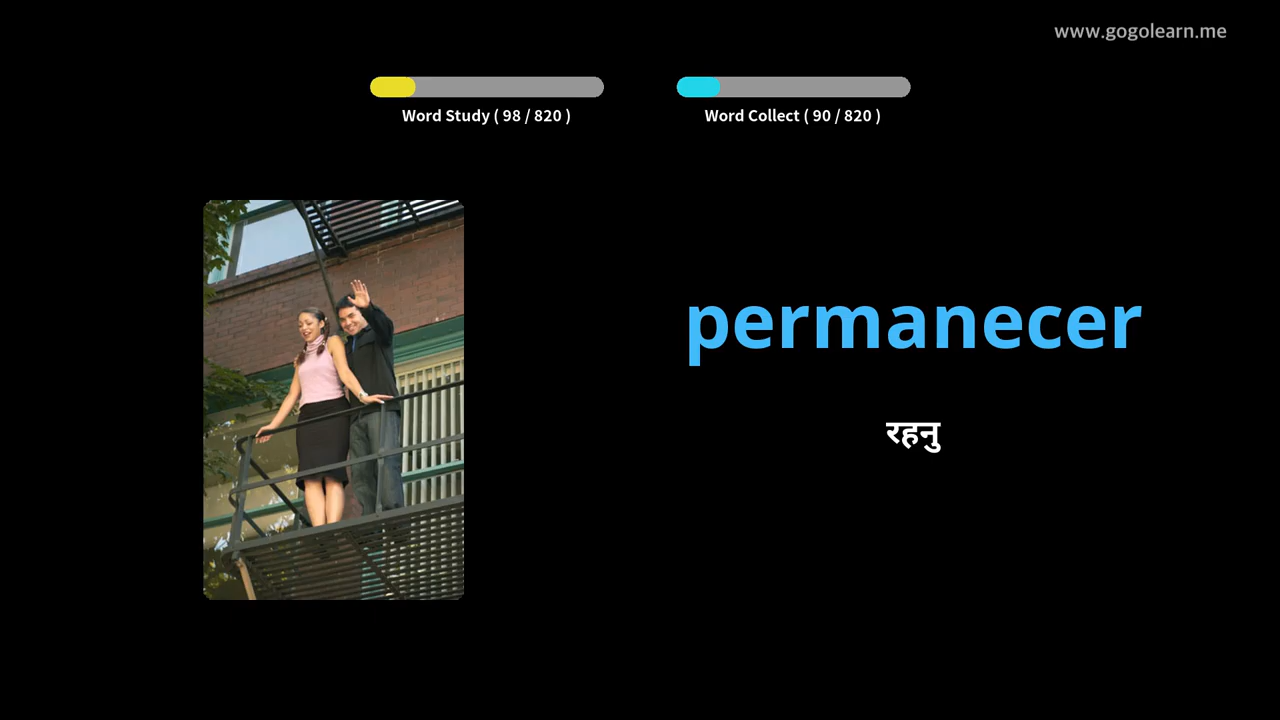 www.gogolearn.me
Word Study ( 98 / 820 )
Word Collect ( 90 / 820 )
permanecer
रहनु